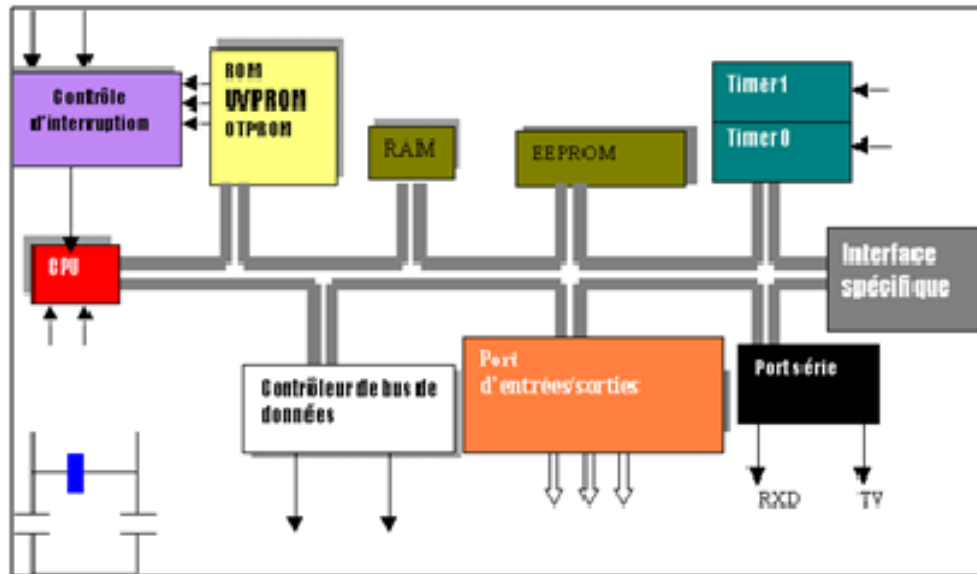 Contrôle
d'interruption
ROM
UVPROM
OTPROM
RAM
EEPROM
Timer1
Timer0
CPU
Interface
spécifique
Contrôleur de bus de
données
Port
d'entrées/sorties
Port série
RXD
TV